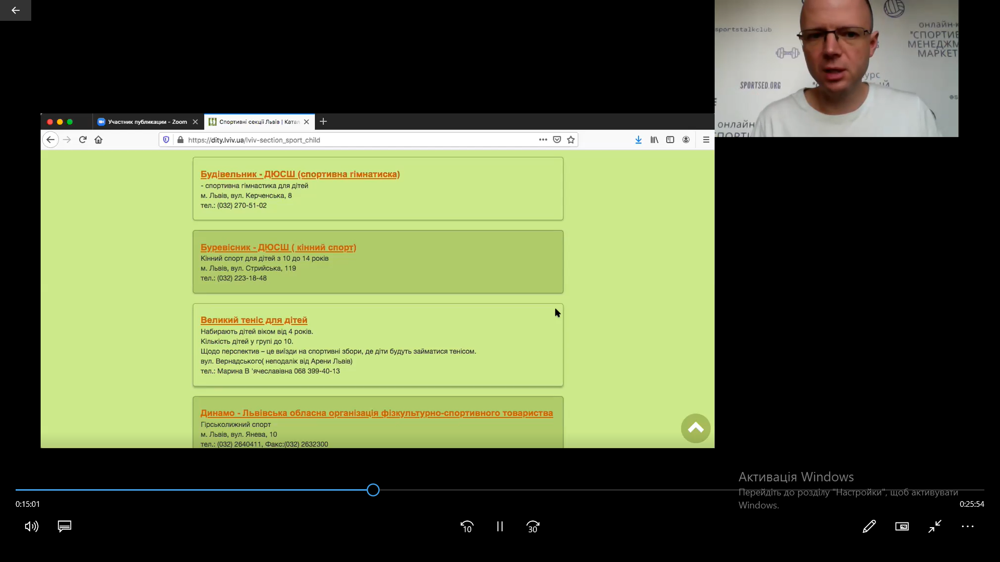 sportstalkclub
онлайн-к
"СПОРТИВ
МЕНЕДЖМ
МАРКЕТ
урс
SPORTSED.ORG
@s
онлайн
Участник публикации - Zoom
Спортивні секції Львів | Катал
https://dity.lviv.ua/lviv-section_sport_child
Будівельник - ДЮСШ (спортивна гімнатиска)
- спортивна гімнастика для дітей
м. Львів, вул. Керченська, 8
тел.: (032) 270-51-02
Буревісник - ДЮСШ ( кінний спорт)
Кінний спорт для дітей з 10 до 14 років
м. Львів, вул. Стрийська, 119
тел.: (032) 223-18-48
Великий теніс для дітей
Набирають дітей віком від 4 років.
Кількість дітей у групі до 10.
Щодо перспектив – це виїзди на спортивні збори, де діти будуть займатися тенісом.
вул. Вернадського( неподалік від Арени Львів)
тел.: Марина В 'ячеславівна 068 399-40-13
Динамо - Львівська обласна організація фізкультурно-спортивного товариства
Гірськолижний спорт
м. Львів, вул. Янева, 10
тел.: (032) 2640411, Факс:(032) 2632300
Активація Windows
Перейдіть до розділу "Настройки", щоб активувати
Windows.
0:15:01
0:25:54
10
30